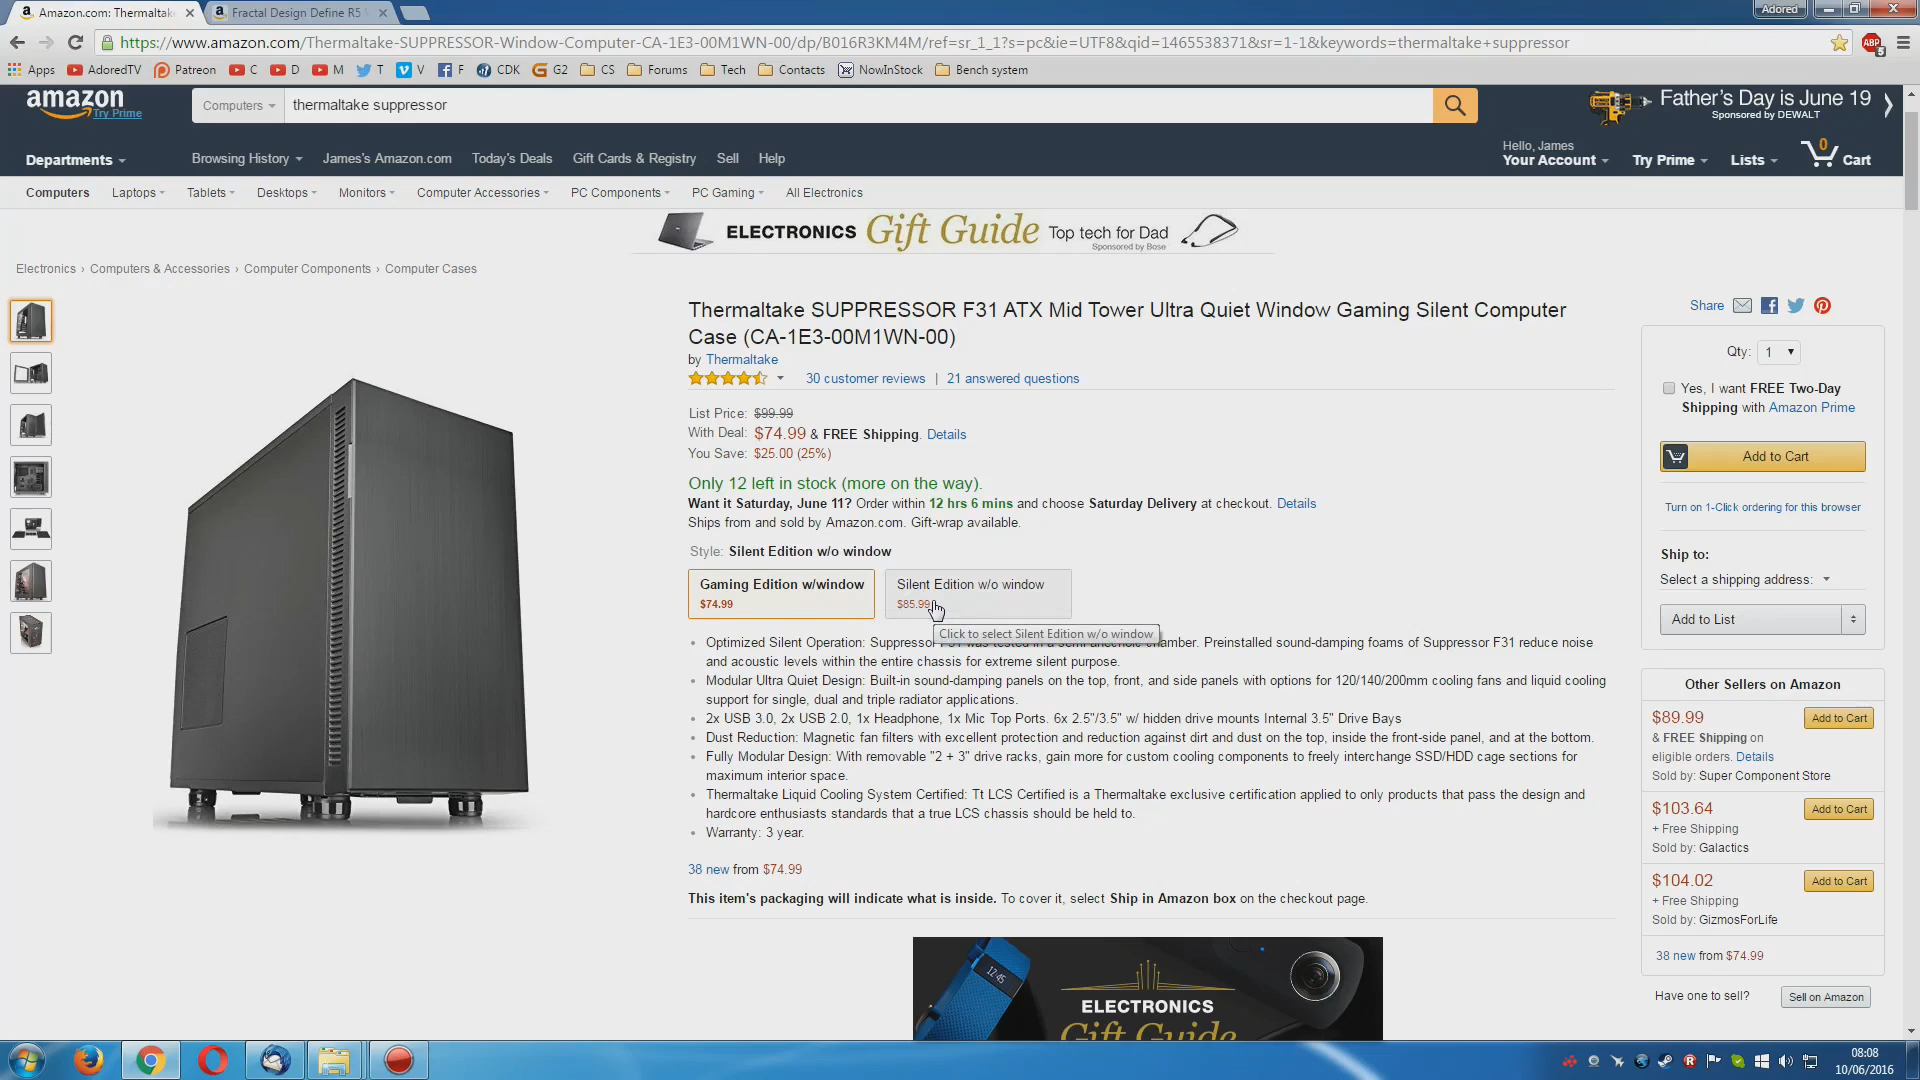 Amazon.com: Thermaltake
Fractal Design Define R5
Adored
https://www.amazon.com/Thermaltake-SUPPRESSOR-Window-Computer-CA-1E3-00M1WN-00/dp/B016R3KM4M/ref=sr_1_1?s=pc&ie=UTF8&qid=1465538371&sr=1-1&keywords=thermaltake+suppressor
ABP 5
Apps AdoredTV Patreon C D M T V F CDK G2 CS Forums Tech Contacts NowInStock Bench system
amazon
Try Prime
Computers thermaltake suppressor
Father's Day is June 19
Sponsored by DEWALT
Departments Browsing History James's Amazon.com Today's Deals Gift Cards & Registry Sell Help
Hello, James
Your Account Try Prime Lists 0 Cart
Computers Laptops Tablets Desktops Monitors Computer Accessories PC Components PC Gaming All Electronics
ELECTRONICS Gift Guide Top tech for Dad
Sponsored by Bose
Electronics › Computers & Accessories › Computer Components › Computer Cases
Thermaltake SUPPRESSOR F31 ATX Mid Tower Ultra Quiet Window Gaming Silent Computer
Case (CA-1E3-00M1WN-00)
by Thermaltake
30 customer reviews | 21 answered questions
List Price: $99.99
With Deal: $74.99 & FREE Shipping. Details
You Save: $25.00 (25%)
Only 12 left in stock (more on the way).
Want it Saturday, June 11? Order within 12 hrs 6 mins and choose Saturday Delivery at checkout. Details
Ships from and sold by Amazon.com. Gift-wrap available.
Style: Silent Edition w/o window
Gaming Edition w/window
$74.99
Silent Edition w/o window
$85.99
Click to select Silent Edition w/o window
• Optimized Silent Operation: Suppressor F31 was tested in a semi-anechoic chamber. Preinstalled sound-damping foams of Suppressor F31 reduce noise
and acoustic levels within the entire chassis for extreme silent purpose.
• Modular Ultra Quiet Design: Built-in sound-damping panels on the top, front, and side panels with options for 120/140/200mm cooling fans and liquid cooling
support for single, dual and triple radiator applications.
• 2x USB 3.0, 2x USB 2.0, 1x Headphone, 1x Mic Top Ports. 6x 2.5"/3.5" w/ hidden drive mounts Internal 3.5" Drive Bays
• Dust Reduction: Magnetic fan filters with excellent protection and reduction against dirt and dust on the top, inside the front-side panel, and at the bottom.
• Fully Modular Design: With removable "2 + 3" drive racks, gain more for custom cooling components to freely interchange SSD/HDD cage sections for
maximum interior space.
• Thermaltake Liquid Cooling System Certified: Tt LCS Certified is a Thermaltake exclusive certification applied to only products that pass the design and
hardcore enthusiasts standards that a true LCS chassis should be held to.
• Warranty: 3 year.
38 new from $74.99
This item's packaging will indicate what is inside. To cover it, select Ship in Amazon box on the checkout page.
12:45
ELECTRONICS
Gift Guide
Share
Qty: 1
Yes, I want FREE Two-Day
Shipping with Amazon Prime
Add to Cart
Turn on 1-Click ordering for this browser
Ship to:
Select a shipping address:
Add to List
Other Sellers on Amazon
$89.99 Add to Cart
& FREE Shipping on
eligible orders. Details
Sold by: Super Component Store
$103.64 Add to Cart
+ Free Shipping
Sold by: Galactics
$104.02 Add to Cart
+ Free Shipping
Sold by: GizmosForLife
38 new from $74.99
Have one to sell? Sell on Amazon
08:08
10/06/2016